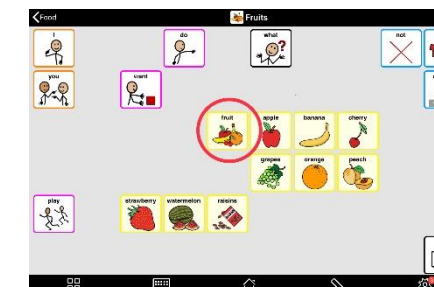 Food
Fruits
I
do
what
not
you
want
fruit
apple
banana
cherry
grapes
orange
peach
play
strawberry
watermelon
raisins